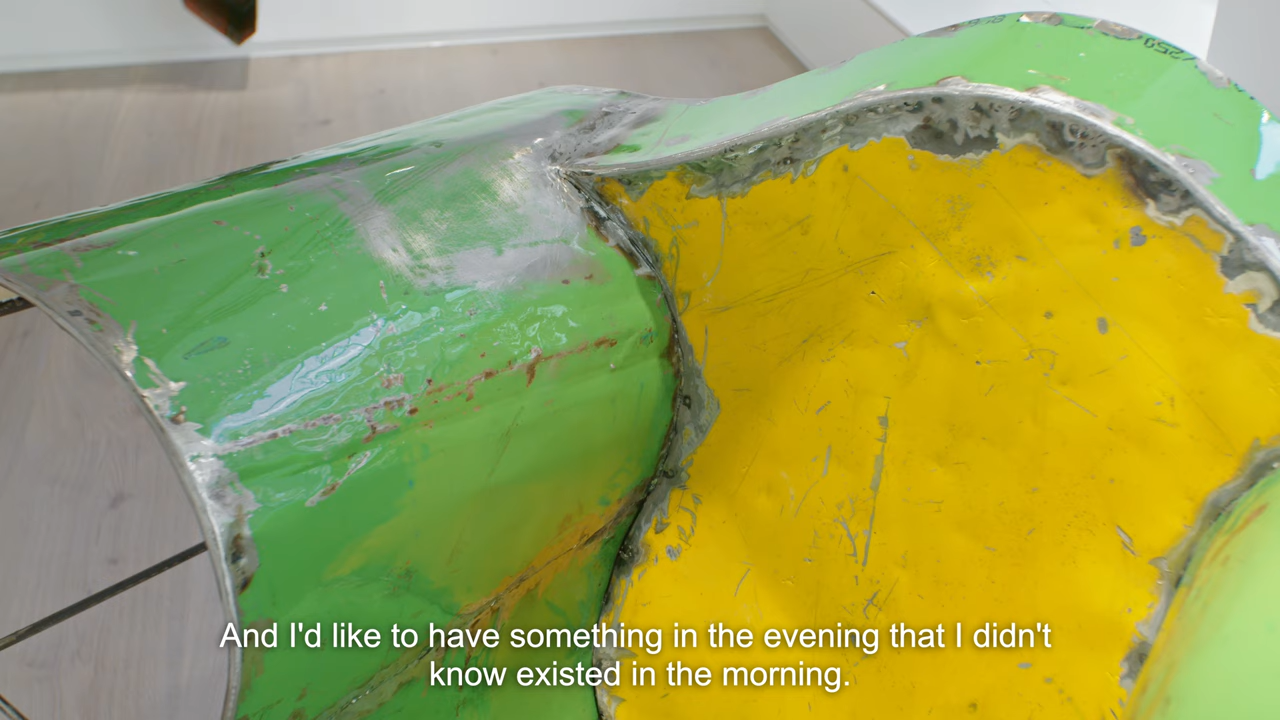 And I'd like to have something in the evening that I didn't
know existed in the morning.